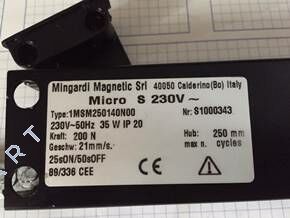 Mingardi Magnetic Srl 40050 Calderino(Bo) Italy
Micro S 230V ~
Type:1MSM250140N00 Nr:S1000343
230V~50Hz 35 W IP 20
Kraft: 200 N Hub: 250 mm
Geschw: 21mm/s. max n. cycles
25sON/50sOFF
89/336 CEE
ART